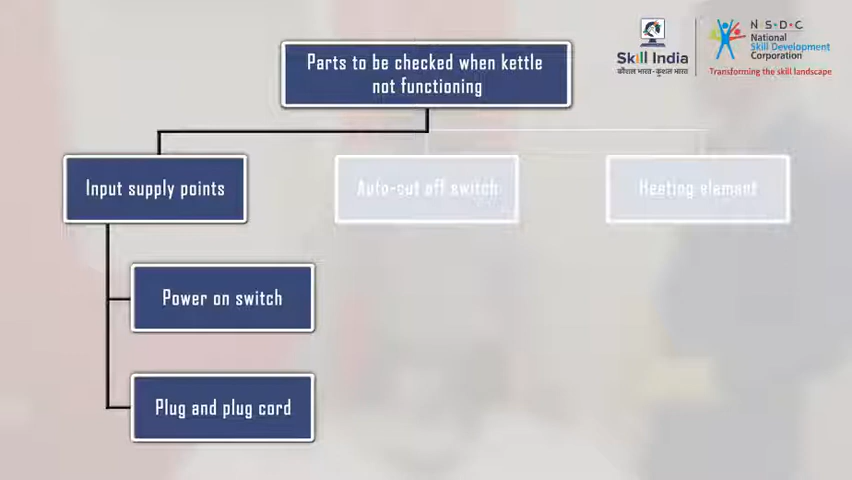 Parts to be checked when kettle
not functioning
Skill India
कौशल भारत-कुशल भारत
N·S·D·C
National
Skill Development
Corporation
Transforming the skill landscape
Input supply points
Auto-cut off switch
Heating element
Power on switch
Plug and plug cord